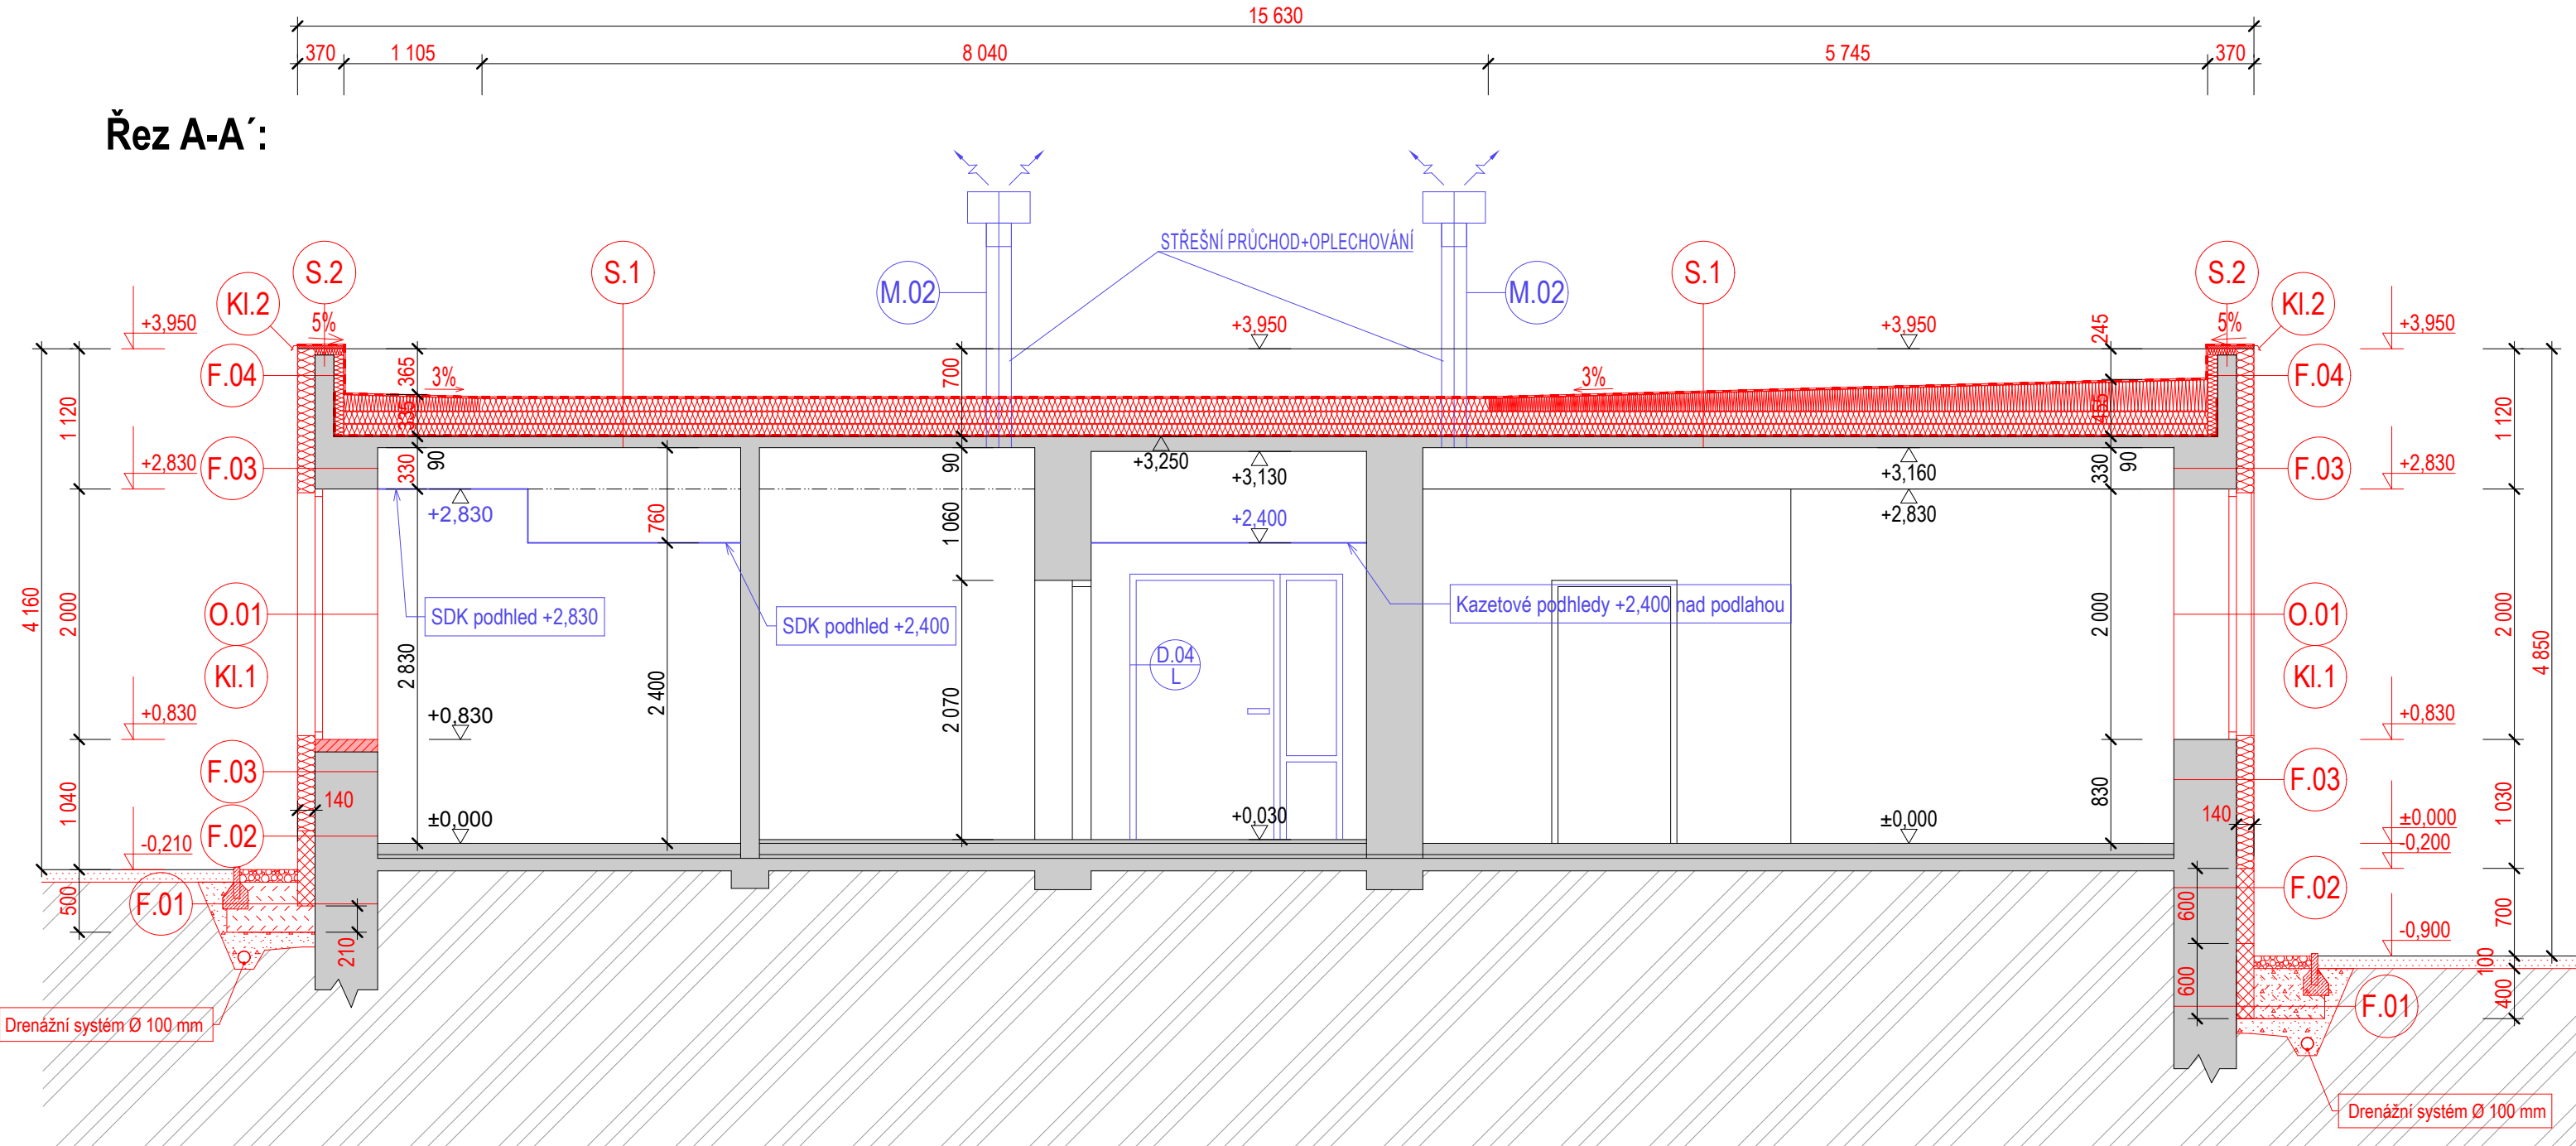 15 630
370
1 105
8 040
5 745
370
Řez A-A´:
STŘEŠNÍ PRŮCHOD+OPLECHOVÁNÍ
S.2
S.1
M.02
M.02
S.1
S.2
Kl.2
Kl.2
+3,950
5%
+3,950
+3,950
245
5%
+3,950
F.04
365
3%
700
3%
F.04
1 120
335
455
1 120
+2,830
F.03
330
90
90
+3,250
+3,130
+3,160
330
90
F.03
+2,830
+2,830
760
1 060
+2,400
+2,830
4 160
2 000
O.01
SDK podhled +2,830
SDK podhled +2,400
Kazetové podhledy +2,400 nad podlahou
2 000
O.01
2 000
4 850
Kl.1
2 830
2 400
2 070
D.04
L
Kl.1
+0,830
+0,830
+0,830
F.03
F.03
1 040
140
830
140
1 030
F.02
±0,000
+0,030
±0,000
±0,000
-0,210
-0,200
500
F.01
210
600
F.02
700
-0,900
100
600
400
F.01
Drenážní systém Ø 100 mm
Drenážní systém Ø 100 mm